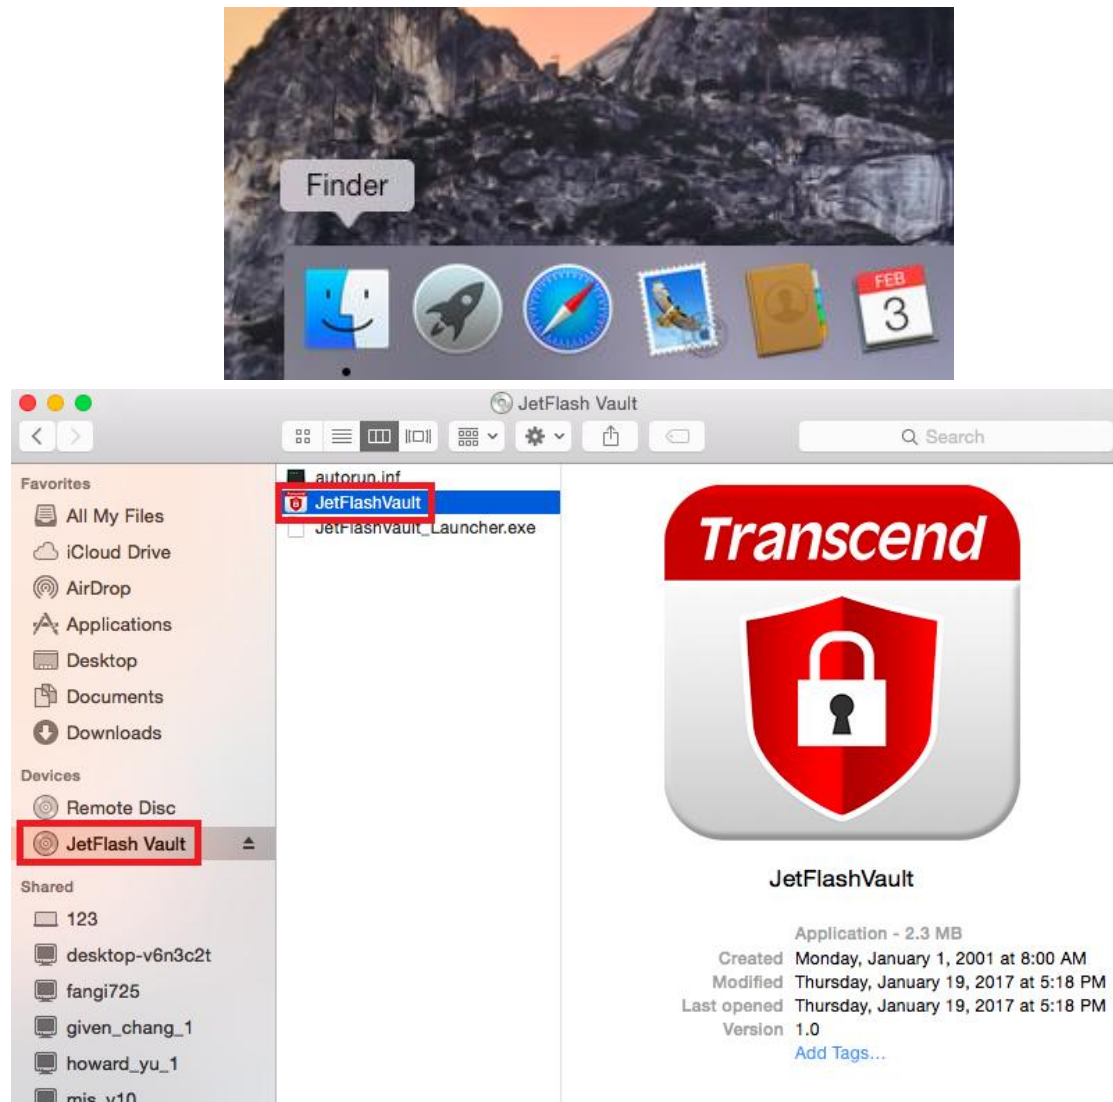 Finder
FEB
3
JetFlash Vault
Search
Favorites
All My Files
iCloud Drive
AirDrop
Applications
Desktop
Documents
Downloads
Devices
Remote Disc
JetFlash Vault
Shared
123
desktop-v6n3c2t
fangi725
given_chang_1
howard_yu_1
mis_v10
autorun.inf
JetFlashVault
JetFlashVault_Launcher.exe
Transcend
JetFlashVault
Application - 2.3 MB
Created Monday, January 1, 2001 at 8:00 AM
Modified Thursday, January 19, 2017 at 5:18 PM
Last opened Thursday, January 19, 2017 at 5:18 PM
Version 1.0
Add Tags...